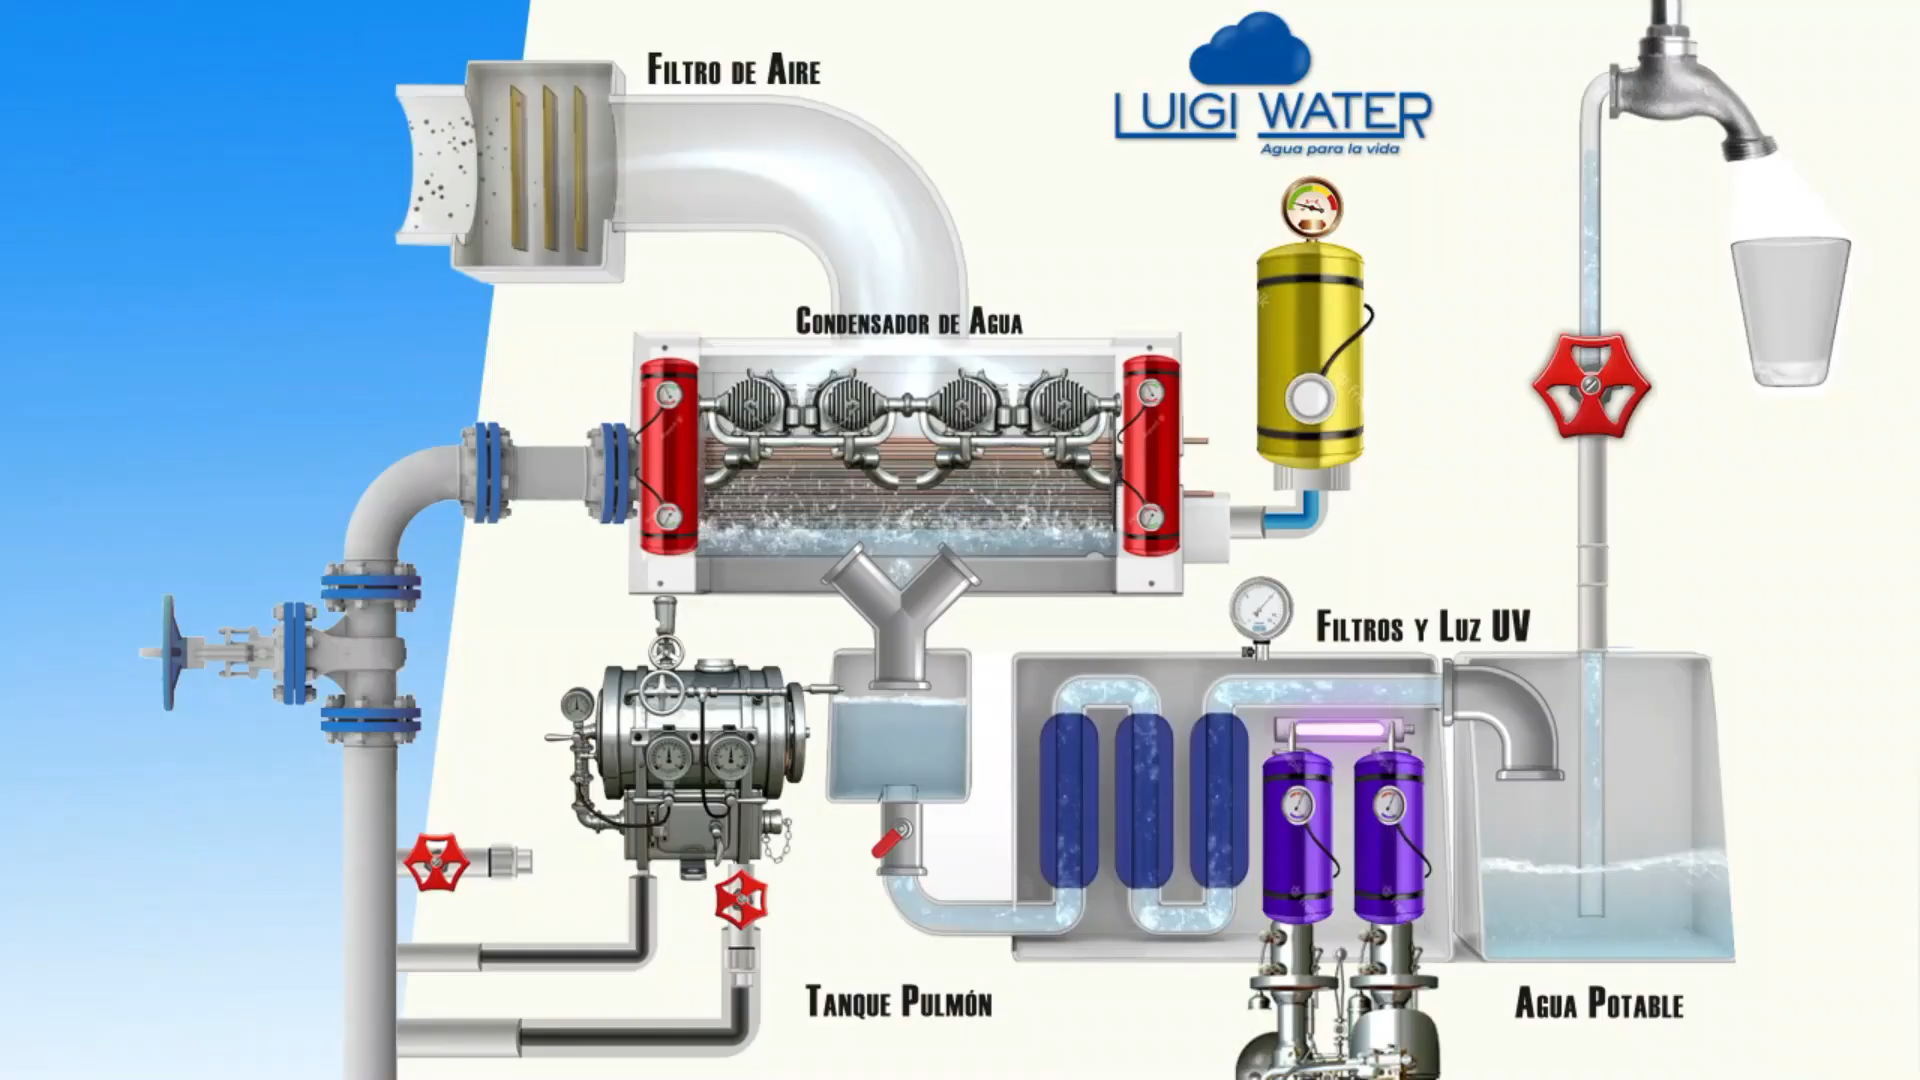 Filtro de Aire
LUIGI WATER
Agua para la vida
Condensador de Agua
Filtros y Luz UV
Tanque Pulmón
Agua Potable